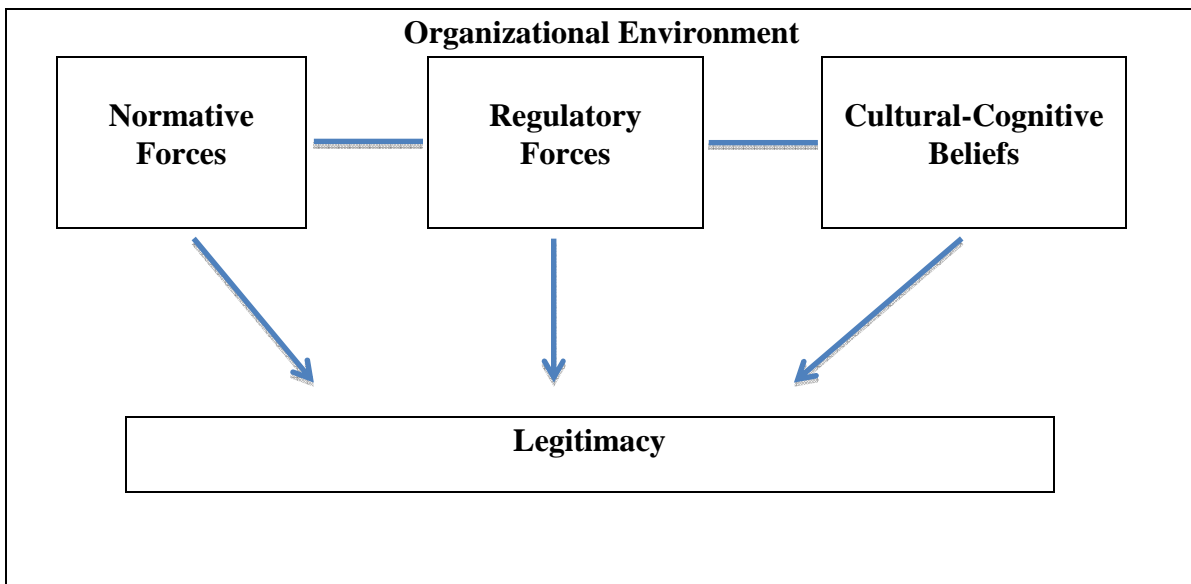 Organizational Environment
Normative
Forces
Regulatory
Forces
Cultural-Cognitive
Beliefs
Legitimacy